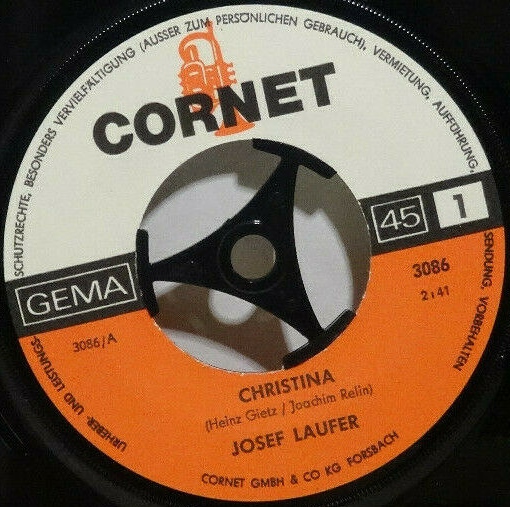 SCHUTZRECHTE, BESONDERS VERVIELFÄLTIGUNG (AUSSER ZUM PERSÖNLICHEN GEBRAUCH), VERMIETUNG, AUFFÜHRUNG,
SENDUNG, VORBEHALTEN
CORNET
45
1
GEMA
3086
2:41
3086/A
URHEBER- UND LEISTUNGS-
CHRISTINA
(Heinz Gietz / Joachim Relin)
JOSEF LAUFER
CORNET GMBH & CO KG FORSBACH